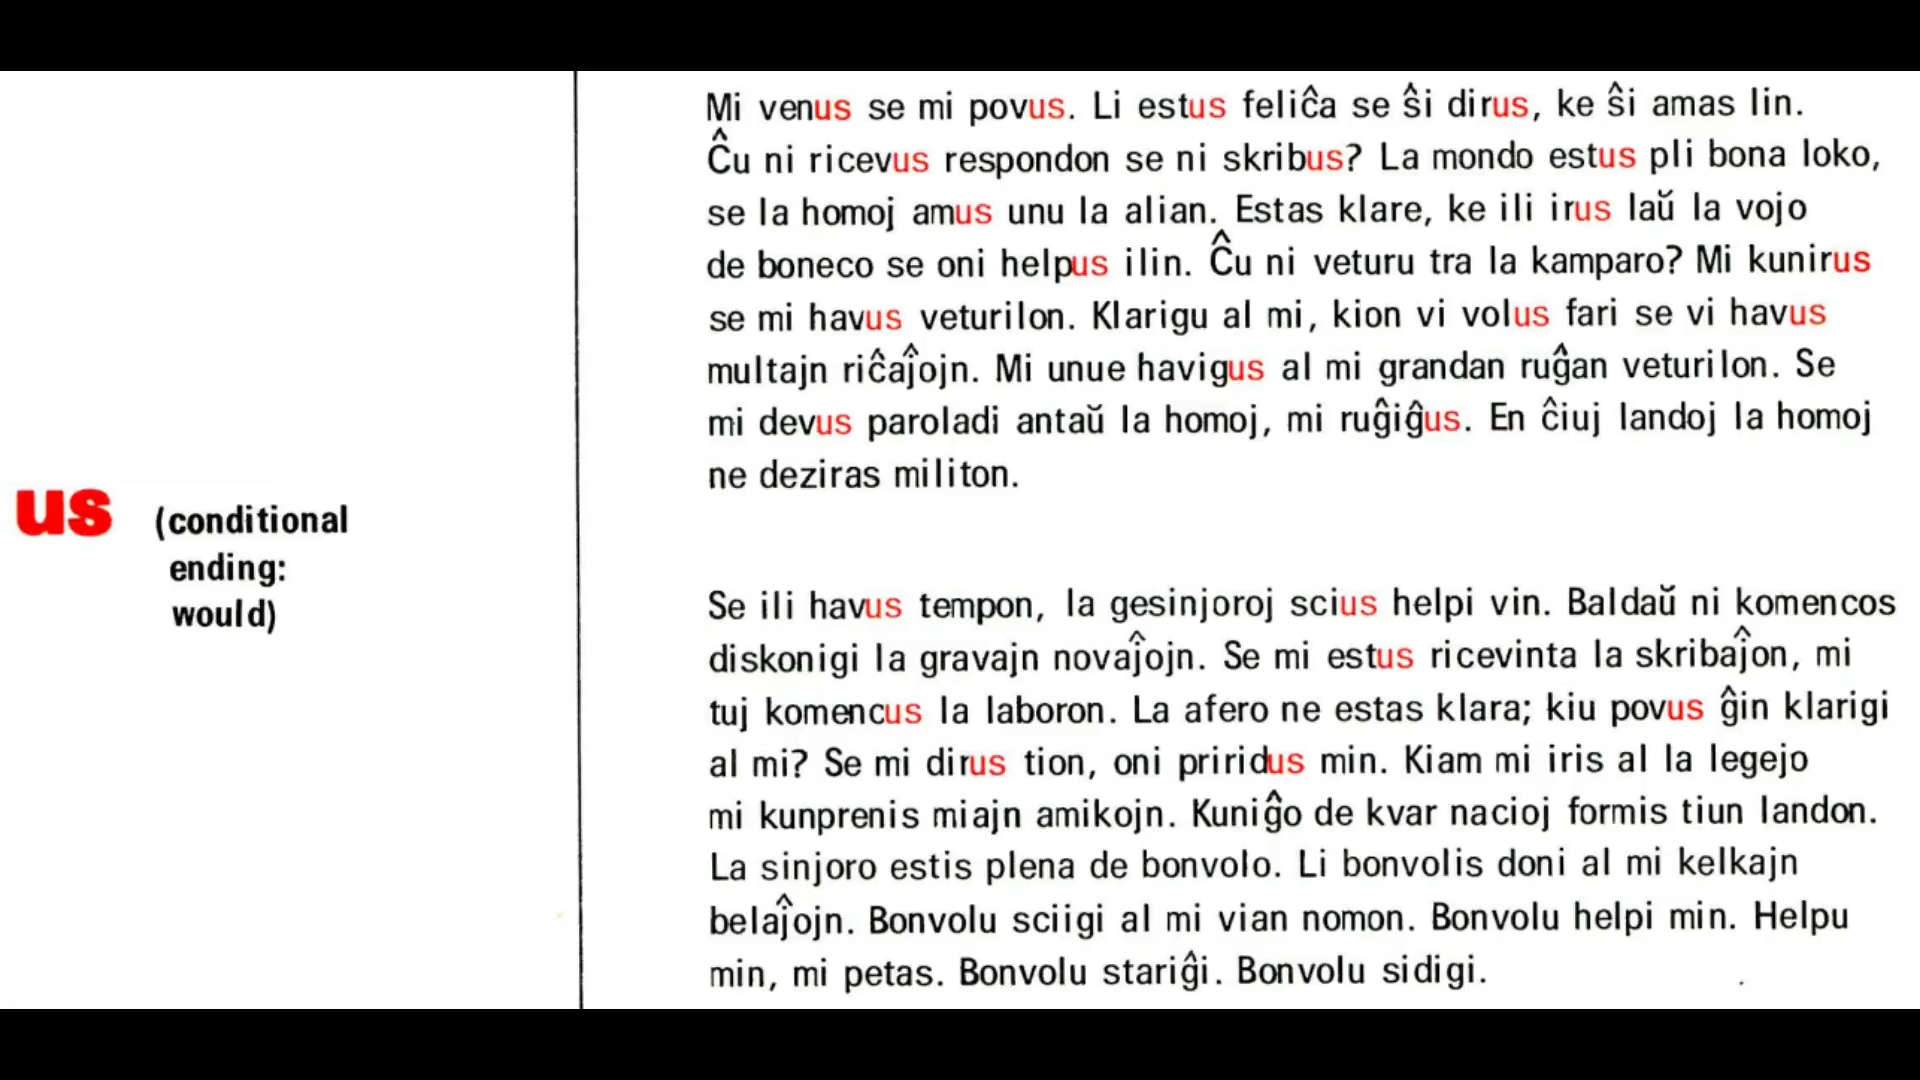 us (conditional
ending:
would)
Mi venus se mi povus. Li estus feliĉa se ŝi dirus, ke ŝi amas lin.
Ĉu ni ricevus respondon se ni skribus? La mondo estus pli bona loko,
se la homoj amus unu la alian. Estas klare, ke ili irus laŭ la vojo
de boneco se oni helpus ilin. Ĉu ni veturu tra la kamparo? Mi kunirus
se mi havus veturilon. Klarigu al mi, kion vi volus fari se vi havus
multajn riĉaĵojn. Mi unue havigus al mi grandan ruĝan veturilon. Se
mi devus paroladi antaŭ la homoj, mi ruĝiĝus. En ĉiuj landoj la homoj
ne deziras militon.
Se ili havus tempon, la gesinjoroj scius helpi vin. Baldaŭ ni komencos
diskonigi la gravajn novaĵojn. Se mi estus ricevinta la skribaĵon, mi
tuj komencus la laboron. La afero ne estas klara; kiu povus ĝin klarigi
al mi? Se mi dirus tion, oni priridus min. Kiam mi iris al la legejo
mi kunprenis miajn amikojn. Kuniĝo de kvar nacioj formis tiun landon.
La sinjoro estis plena de bonvolo. Li bonvolis doni al mi kelkajn
belaĵojn. Bonvolu sciigi al mi vian nomon. Bonvolu helpi min. Helpu
min, mi petas. Bonvolu stariĝi. Bonvolu sidigi.